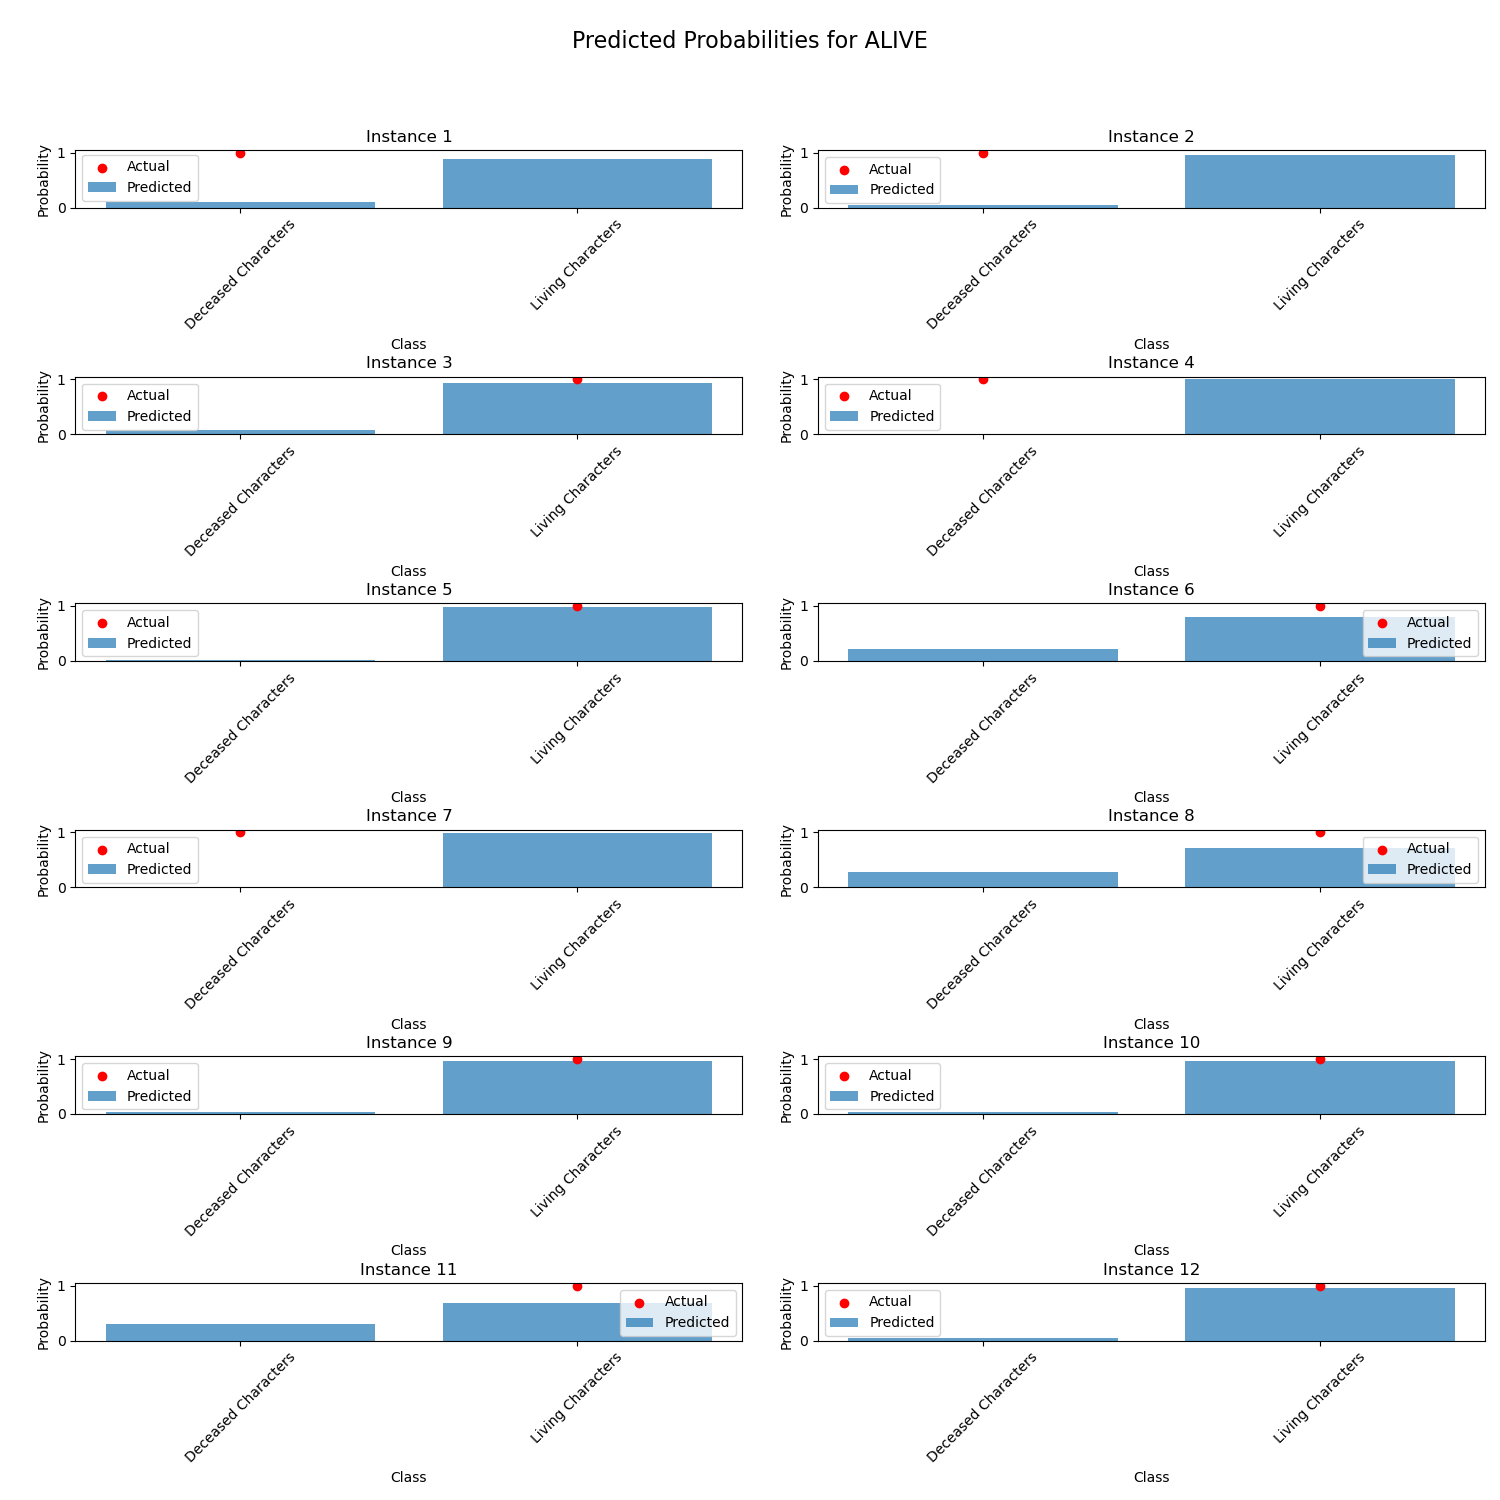 Predicted Probabilities for ALIVE
Instance 1
Probability
1
0
Actual
Predicted
Deceased Characters
Living Characters
Class
Instance 2
Probability
1
0
Actual
Predicted
Deceased Characters
Living Characters
Class
Instance 3
Probability
1
0
Actual
Predicted
Deceased Characters
Living Characters
Class
Instance 4
Probability
1
0
Actual
Predicted
Deceased Characters
Living Characters
Class
Instance 5
Probability
1
0
Actual
Predicted
Deceased Characters
Living Characters
Class
Instance 6
Probability
1
0
Actual
Predicted
Deceased Characters
Living Characters
Class
Instance 7
Probability
1
0
Actual
Predicted
Deceased Characters
Living Characters
Class
Instance 8
Probability
1
0
Actual
Predicted
Deceased Characters
Living Characters
Class
Instance 9
Probability
1
0
Actual
Predicted
Deceased Characters
Living Characters
Class
Instance 10
Probability
1
0
Actual
Predicted
Deceased Characters
Living Characters
Class
Instance 11
Probability
1
0
Actual
Predicted
Deceased Characters
Living Characters
Class
Instance 12
Probability
1
0
Actual
Predicted
Deceased Characters
Living Characters
Class